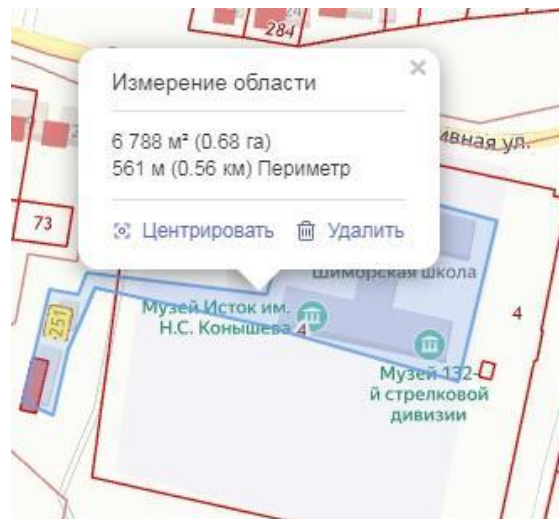 284
Измерение области
6 788 м² (0.68 га)
561 м (0.56 км) Периметр
ивная ул.
73
Центрировать
Удалить
Шиморская школа
Музей Исток им.
Н.С. Конышева
4
4
251
Музей 132-
й стрелковой
дивизии